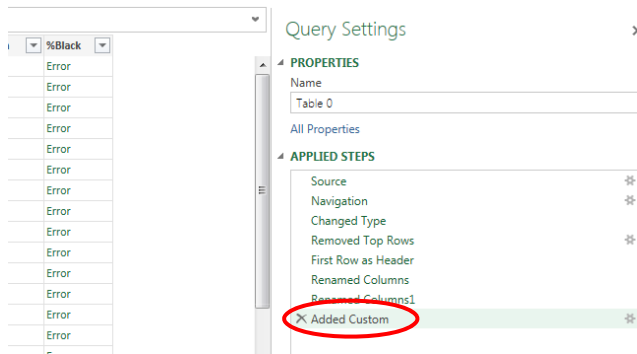 Query Settings
%Black
Error
Error
Error
Error
Error
Error
Error
Error
Error
Error
Error
Error
Error
Error
PROPERTIES
Name
Table 0
All Properties
APPLIED STEPS
Source
Navigation
Changed Type
Removed Top Rows
First Row as Header
Renamed Columns
Renamed Columns1
Added Custom